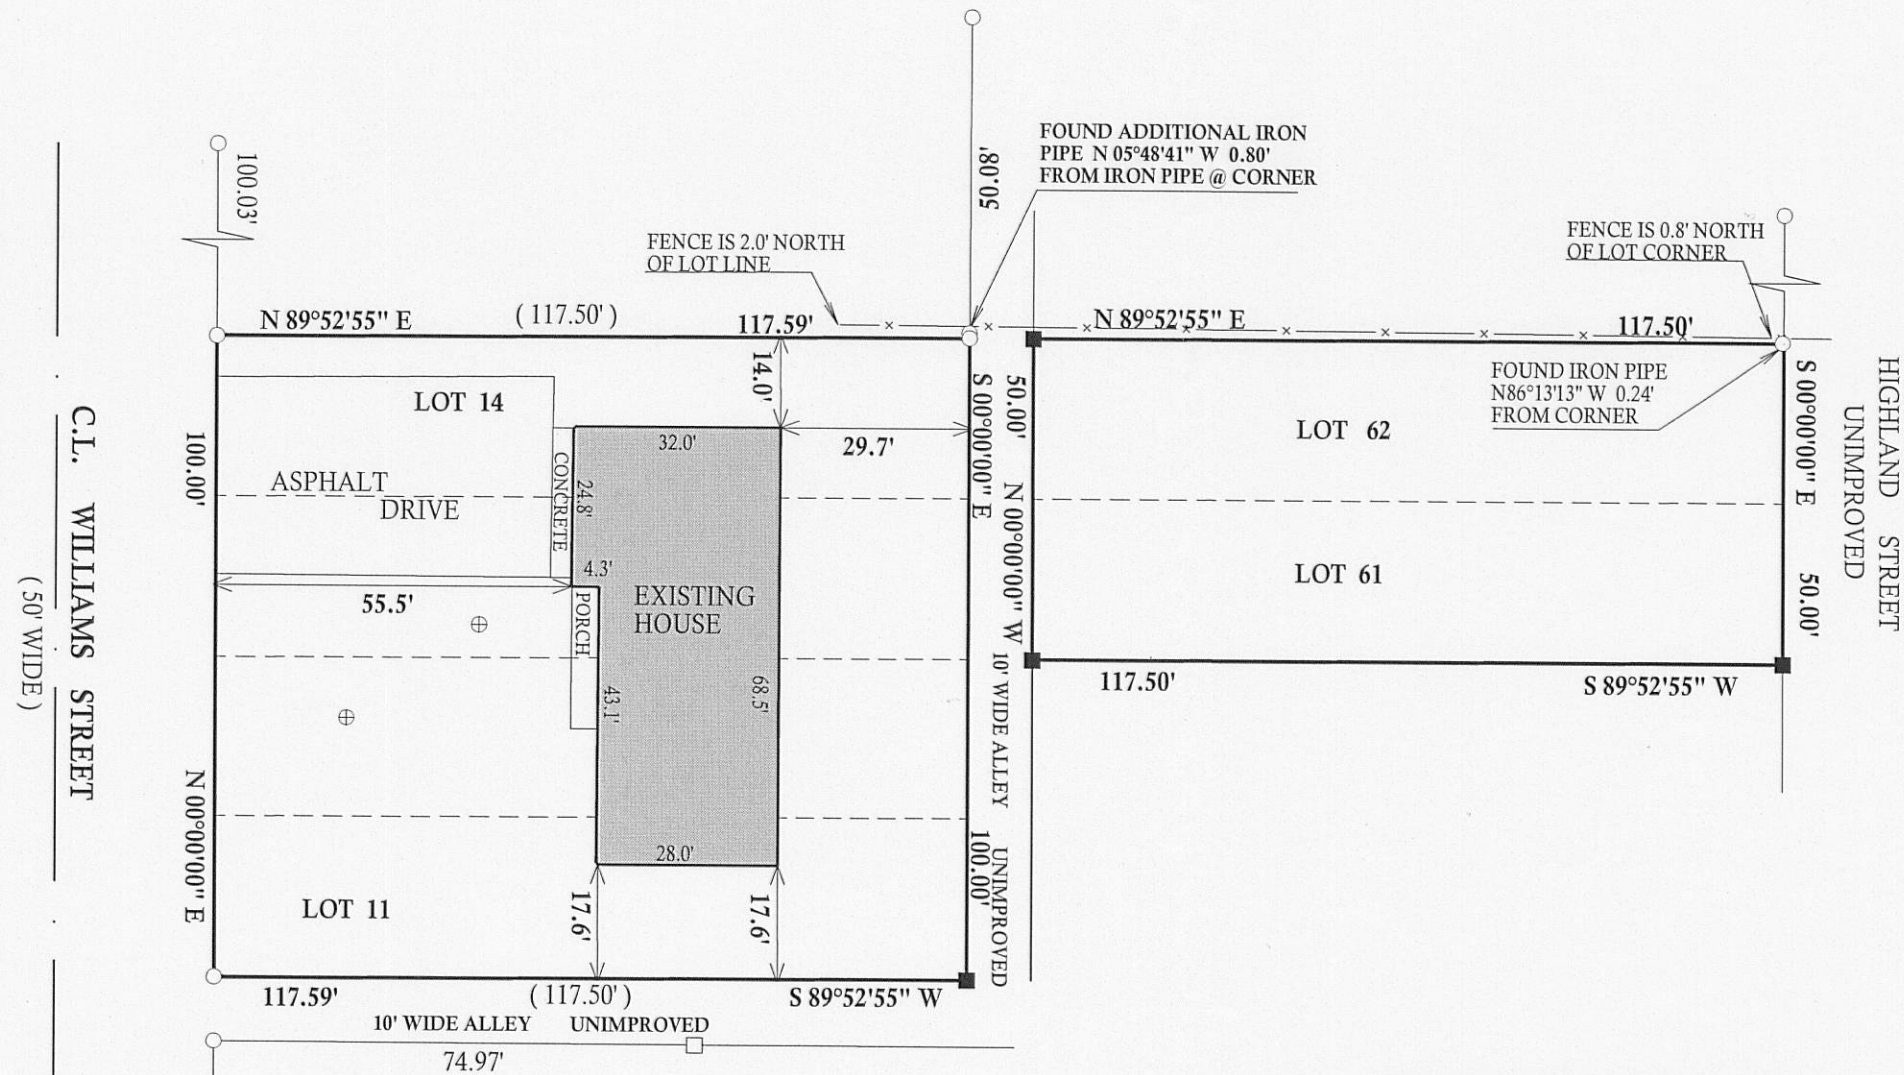 FOUND ADDITIONAL IRON
PIPE N 05°48'41" W 0.80'
FROM IRON PIPE @ CORNER
100.03'
50.08'
FENCE IS 2.0' NORTH
OF LOT LINE
FENCE IS 0.8' NORTH
OF LOT CORNER
N 89°52'55" E
( 117.50' )
117.59'
N 89°52'55" E
117.50'
FOUND IRON PIPE
N86°13'13" W 0.24'
FROM CORNER
14.0'
LOT 14
32.0'
29.7'
S 00°00'00" E
50.00'
N 00°00'00" W
LOT 62
S 00°00'00" E
50.00'
HIGHLAND STREET
UNIMPROVED
100.00'
ASPHALT
DRIVE
CONCRETE
24.8'
4.3'
EXISTING
HOUSE
LOT 61
55.5'
PORCH
43.1'
68.5'
C.L. WILLIAMS STREET
( 50' WIDE )
10' WIDE ALLEY UNIMPROVED
117.50'
S 89°52'55" W
N 00°00'00" E
100.00'
28.0'
LOT 11
17.6'
17.6'
117.59'
( 117.50' )
S 89°52'55" W
10' WIDE ALLEY UNIMPROVED
74.97'